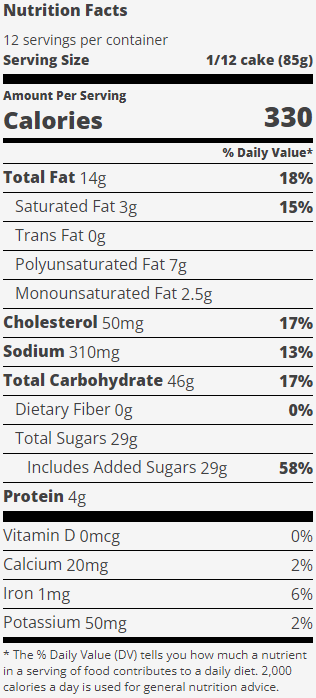 Nutrition Facts
12 servings per container
Serving Size 1/12 cake (85g)
Amount Per Serving
Calories 330
% Daily Value*
Total Fat 14g 18%
Saturated Fat 3g 15%
Trans Fat 0g
Polyunsaturated Fat 7g
Monounsaturated Fat 2.5g
Cholesterol 50mg 17%
Sodium 310mg 13%
Total Carbohydrate 46g 17%
Dietary Fiber 0g 0%
Total Sugars 29g
Includes Added Sugars 29g 58%
Protein 4g
Vitamin D 0mcg 0%
Calcium 20mg 2%
Iron 1mg 6%
Potassium 50mg 2%
* The % Daily Value (DV) tells you how much a nutrient
in a serving of food contributes to a daily diet. 2,000
calories a day is used for general nutrition advice.